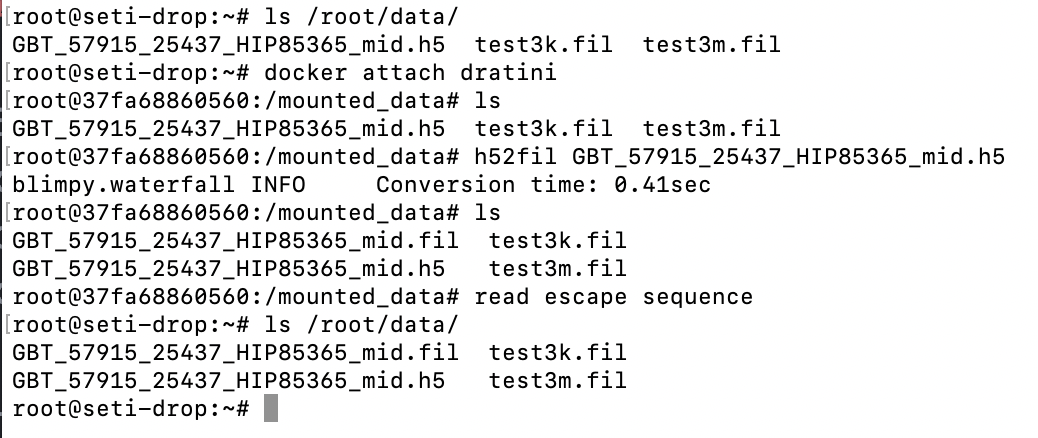 [root@seti-drop:~# ls /root/data/
GBT_57915_25437_HIP85365_mid.h5  test3k.fil  test3m.fil
[root@seti-drop:~# docker attach dratini
[root@37fa68860560:/mounted_data# ls
GBT_57915_25437_HIP85365_mid.h5  test3k.fil  test3m.fil
[root@37fa68860560:/mounted_data# h52fil GBT_57915_25437_HIP85365_mid.h5
blimpy.waterfall INFO     Conversion time: 0.41sec
[root@37fa68860560:/mounted_data# ls
GBT_57915_25437_HIP85365_mid.fil  test3k.fil
GBT_57915_25437_HIP85365_mid.h5   test3m.fil
root@37fa68860560:/mounted_data# read escape sequence
[root@seti-drop:~# ls /root/data/
GBT_57915_25437_HIP85365_mid.fil  test3k.fil
GBT_57915_25437_HIP85365_mid.h5   test3m.fil
root@seti-drop:~#